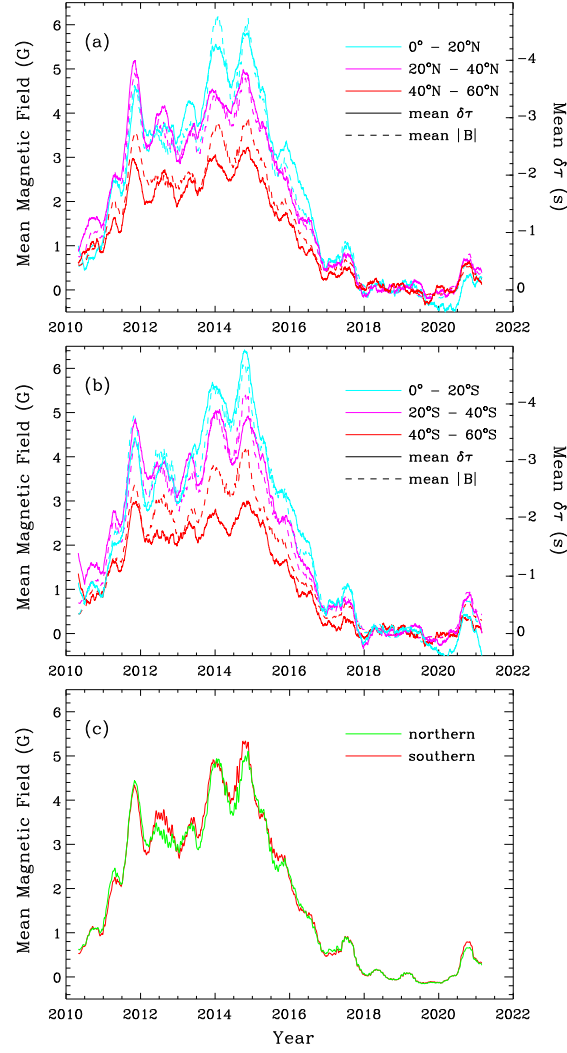 (a)
0° – 20°N
20°N – 40°N
40°N – 60°N
mean δτ
mean |B|
Mean Magnetic Field (G)
Mean δτ (s)
6
5
4
3
2
1
0
−4
−3
−2
−1
0
2010 2012 2014 2016 2018 2020 2022
(b)
0° – 20°S
20°S – 40°S
40°S – 60°S
mean δτ
mean |B|
Mean Magnetic Field (G)
Mean δτ (s)
6
5
4
3
2
1
0
−4
−3
−2
−1
0
2010 2012 2014 2016 2018 2020 2022
(c)
northern
southern
Mean Magnetic Field (G)
6
5
4
3
2
1
0
2010 2012 2014 2016 2018 2020 2022
Year